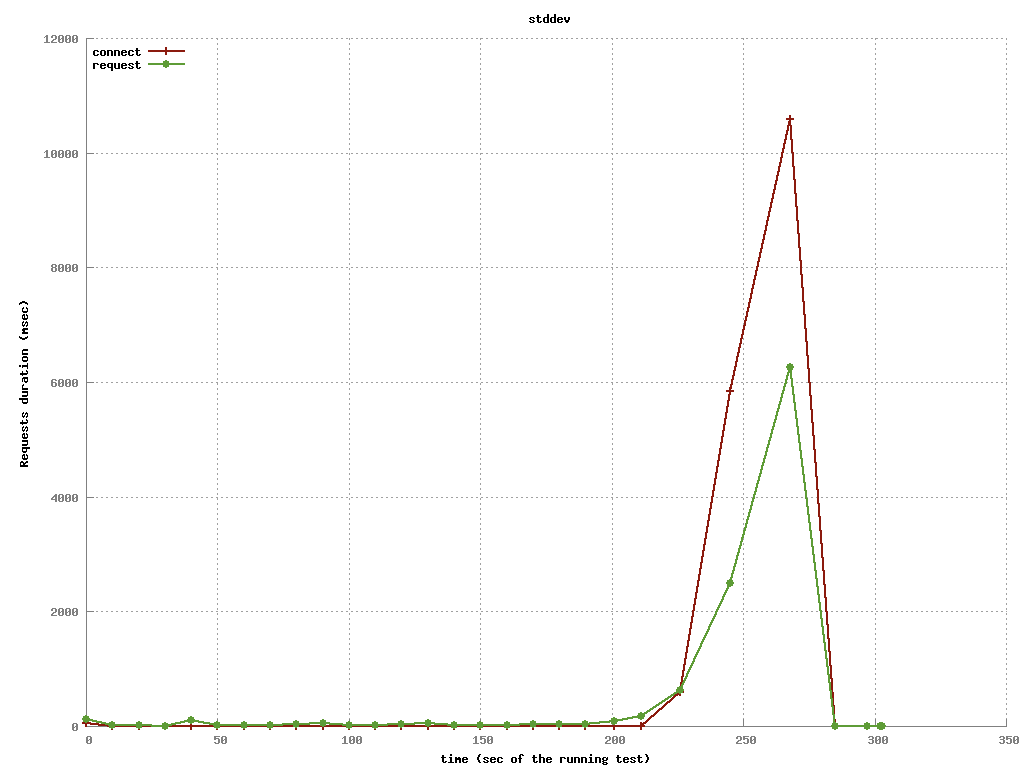 stddev
12000
connect
request
10000
8000
6000
4000
2000
0
Requests duration (msec)
0 50 100 150 200 250 300 350
time (sec of the running test)